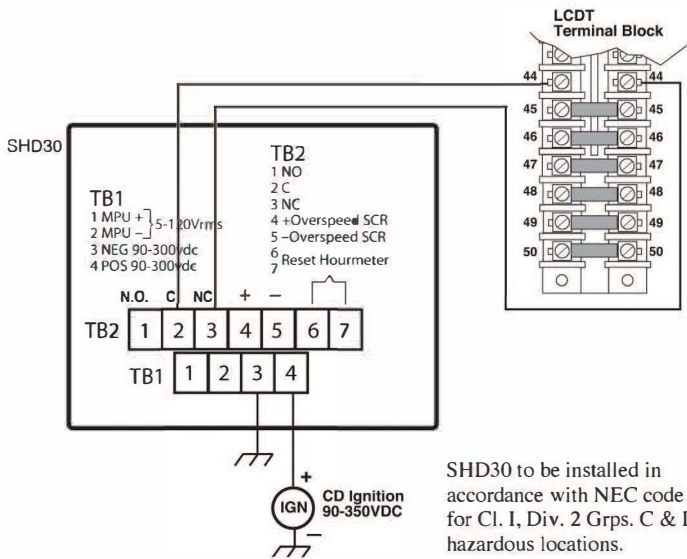 LCDT
Terminal Block
44 44
45 45
46 46
47 47
48 48
49 49
50 50
SHD30
TB2
1 NO
2 C
3 NC
4 +Overspeed SCR
5 –Overspeed SCR
6
7 Reset Hourmeter
TB1
1 MPU +
2 MPU – 5-120Vrms
3 NEG 90-300vdc
4 POS 90-300vdc
N.O. C NC + –
TB2 1 2 3 4 5 6 7
TB1 1 2 3 4
+
IGN
CD Ignition
90-350VDC
–
SHD30 to be installed in
accordance with NEC code
for Cl. I, Div. 2 Grps. C &
hazardous locations.